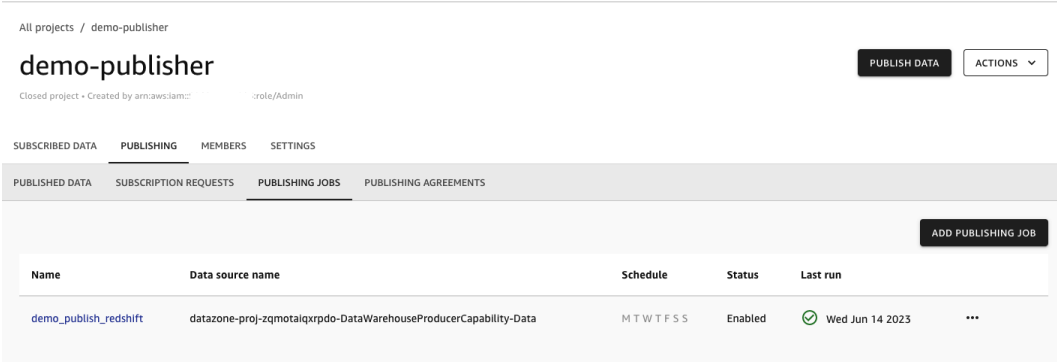 All projects / demo-publisher
demo-publisher
PUBLISH DATA
ACTIONS
Closed project • Created by arn:aws:iam:: :role/Admin
SUBSCRIBED DATA PUBLISHING MEMBERS SETTINGS
PUBLISHED DATA SUBSCRIPTION REQUESTS PUBLISHING JOBS PUBLISHING AGREEMENTS
ADD PUBLISHING JOB
Name Data source name Schedule Status Last run
demo_publish_redshift datazone-proj-zqmotaiqxrpdo-DataWarehouseProducerCapability-Data M T W T F S S Enabled Wed Jun 14 2023 •••